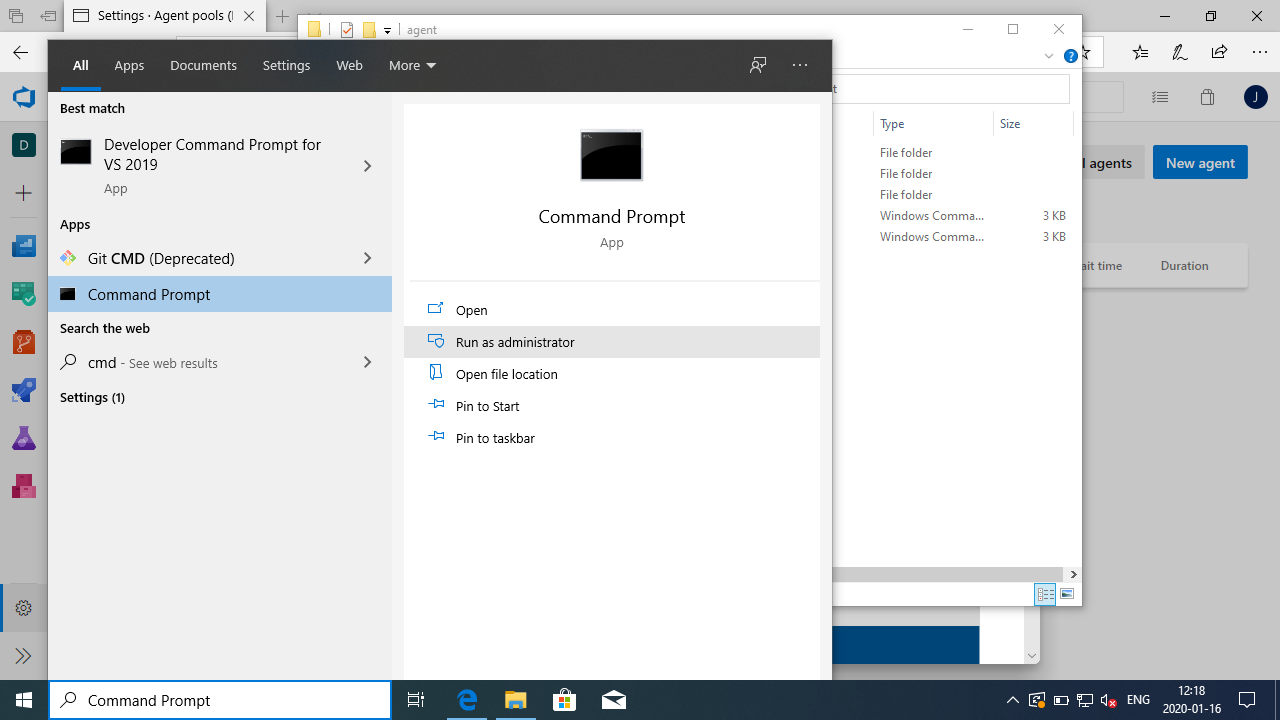 Settings · Agent pools (
agent
All
Apps
Documents
Settings
Web
More
Best match
Developer Command Prompt for
VS 2019
App
Apps
Git CMD (Deprecated)
Command Prompt
Search the web
cmd - See web results
Settings (1)
Command Prompt
App
Open
Run as administrator
Open file location
Pin to Start
Pin to taskbar
Type
Size
File folder
File folder
File folder
Windows Comma...
3 KB
Windows Comma...
3 KB
agents
New agent
time
Duration
D
J
Command Prompt
ENG
12:18
2020-01-16